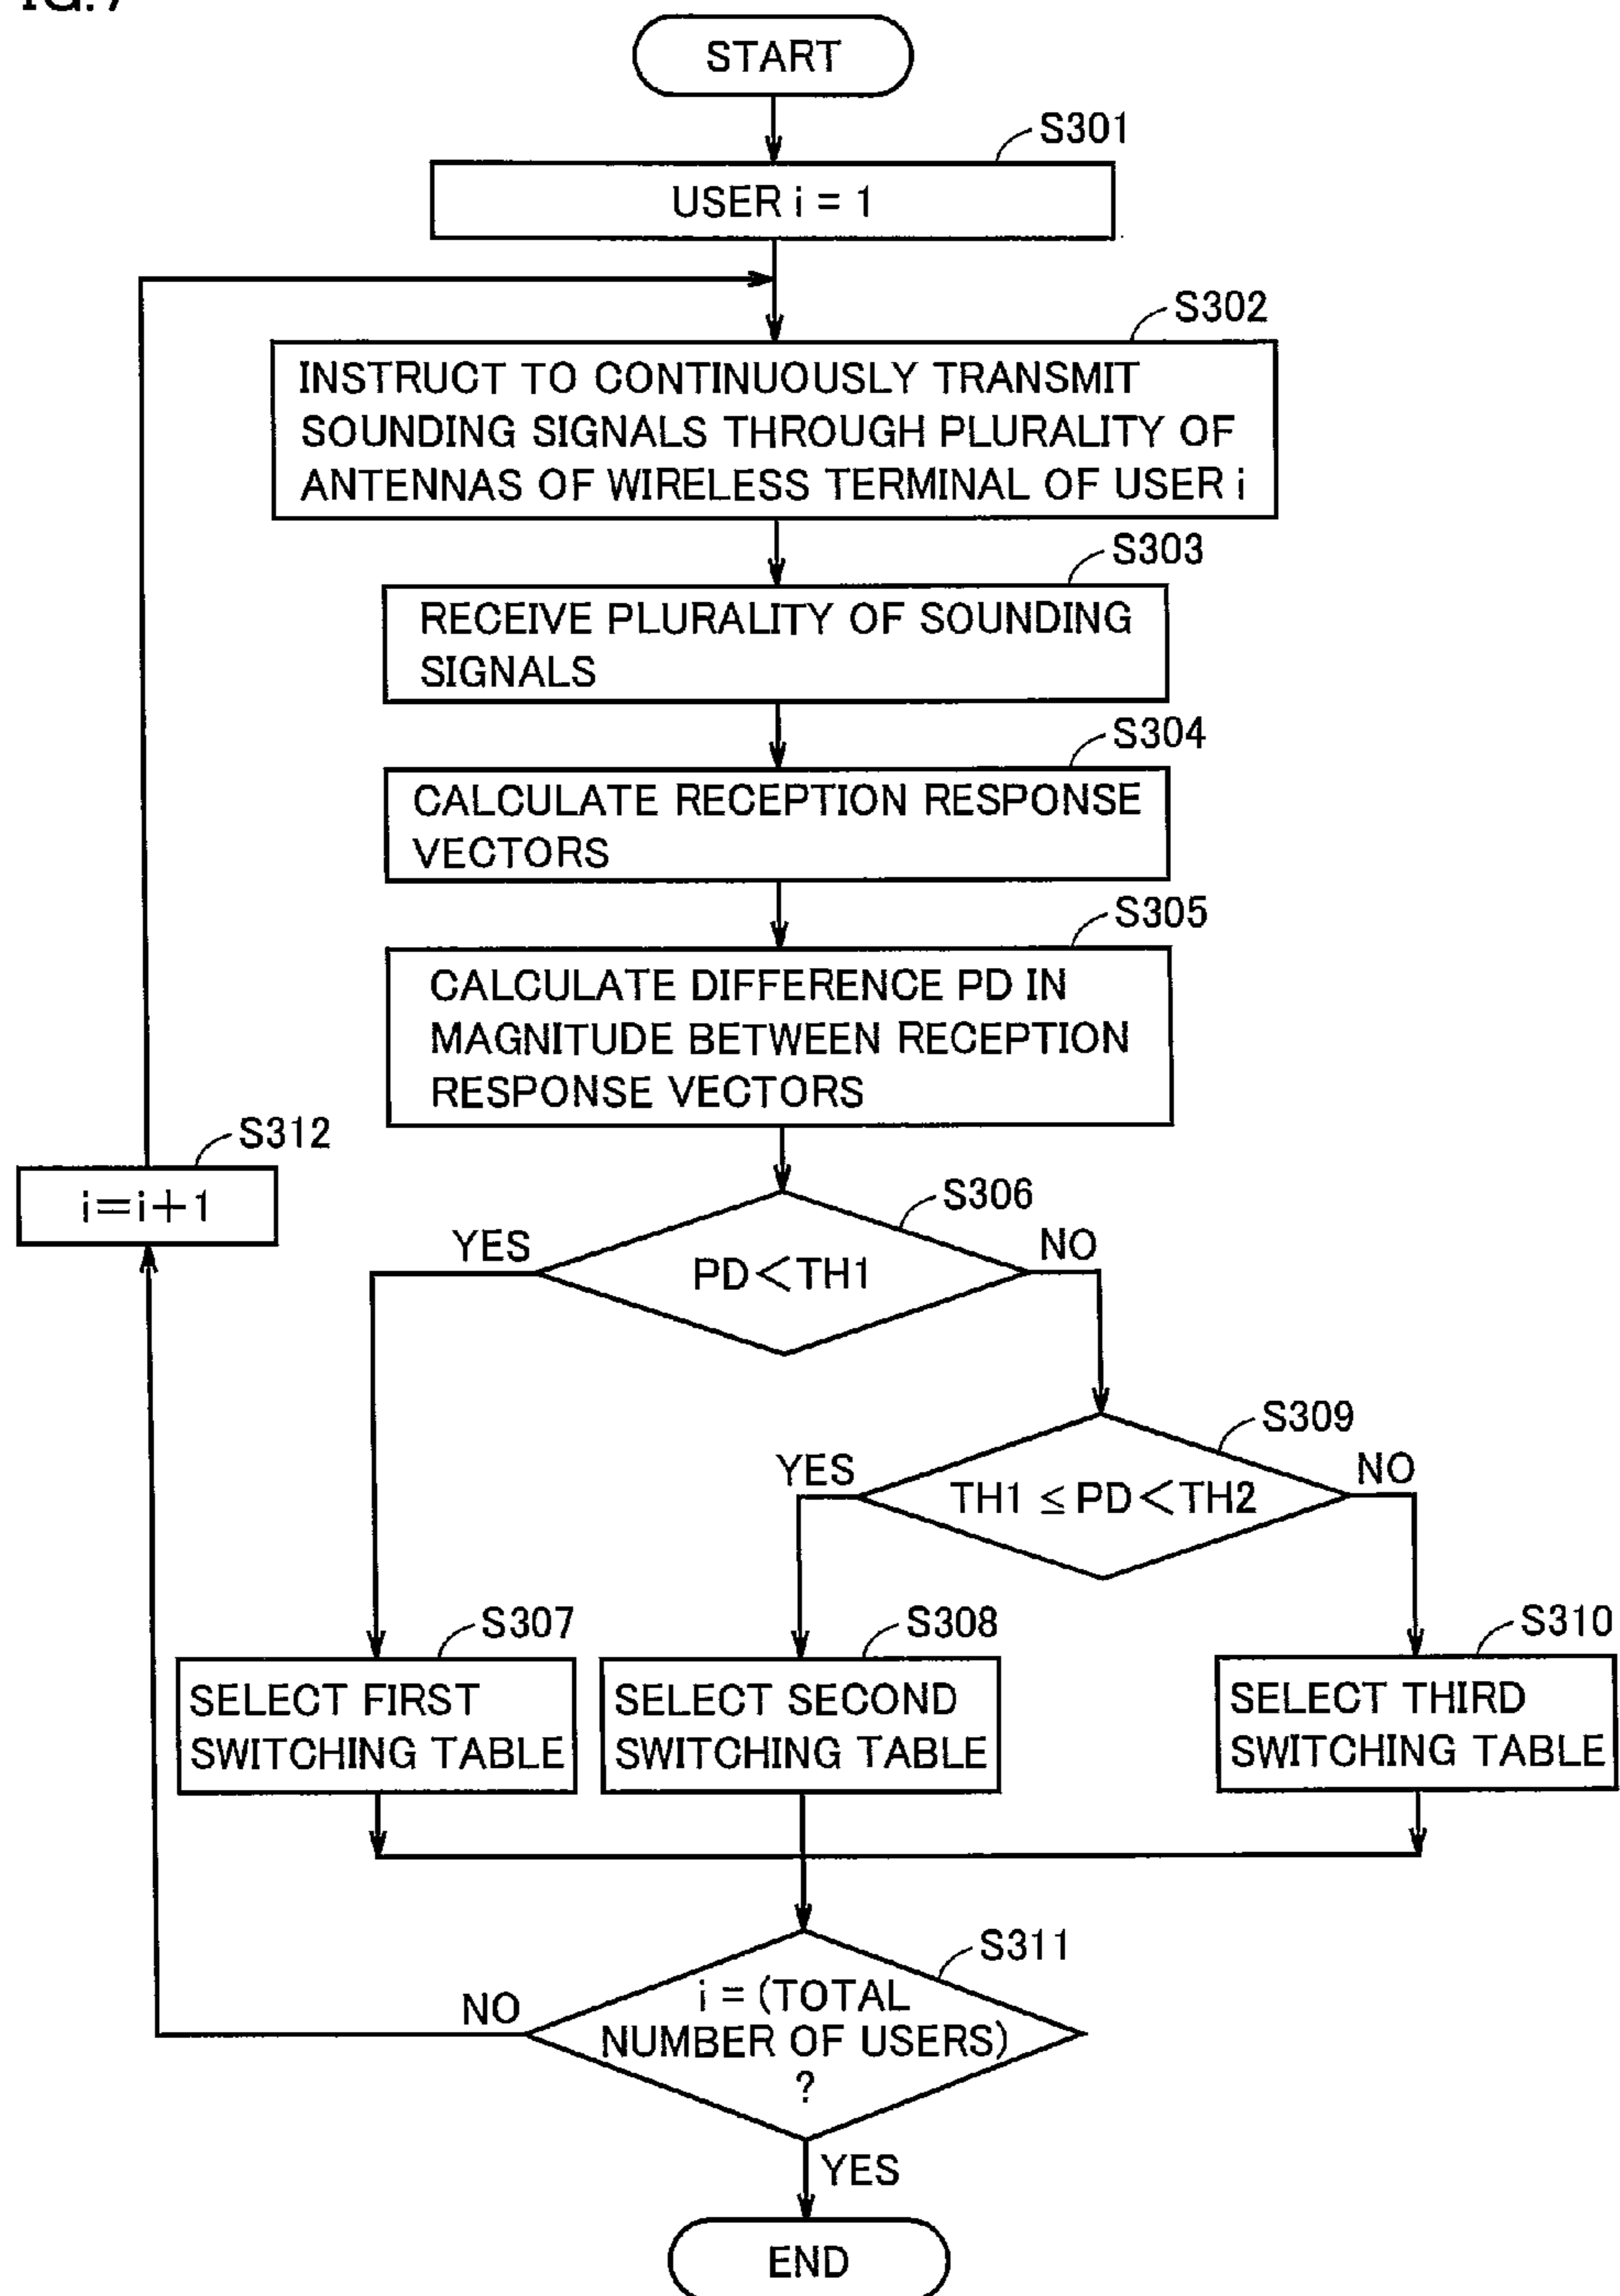 IG.7
START
S301
USER i = 1
S302
INSTRUCT TO CONTINUOUSLY TRANSMIT
SOUNDING SIGNALS THROUGH PLURALITY OF
ANTENNAS OF WIRELESS TERMINAL OF USER i
S303
RECEIVE PLURALITY OF SOUNDING
SIGNALS
S304
CALCULATE RECEPTION RESPONSE
VECTORS
S305
CALCULATE DIFFERENCE PD IN
MAGNITUDE BETWEEN RECEPTION
RESPONSE VECTORS
S312
i=i+1
S306
YES
NO
PD<TH1
S309
YES
NO
TH1 ≤ PD<TH2
S307
SELECT FIRST
SWITCHING TABLE
S308
SELECT SECOND
SWITCHING TABLE
S310
SELECT THIRD
SWITCHING TABLE
S311
NO
i = (TOTAL
NUMBER OF USERS)
?
YES
END